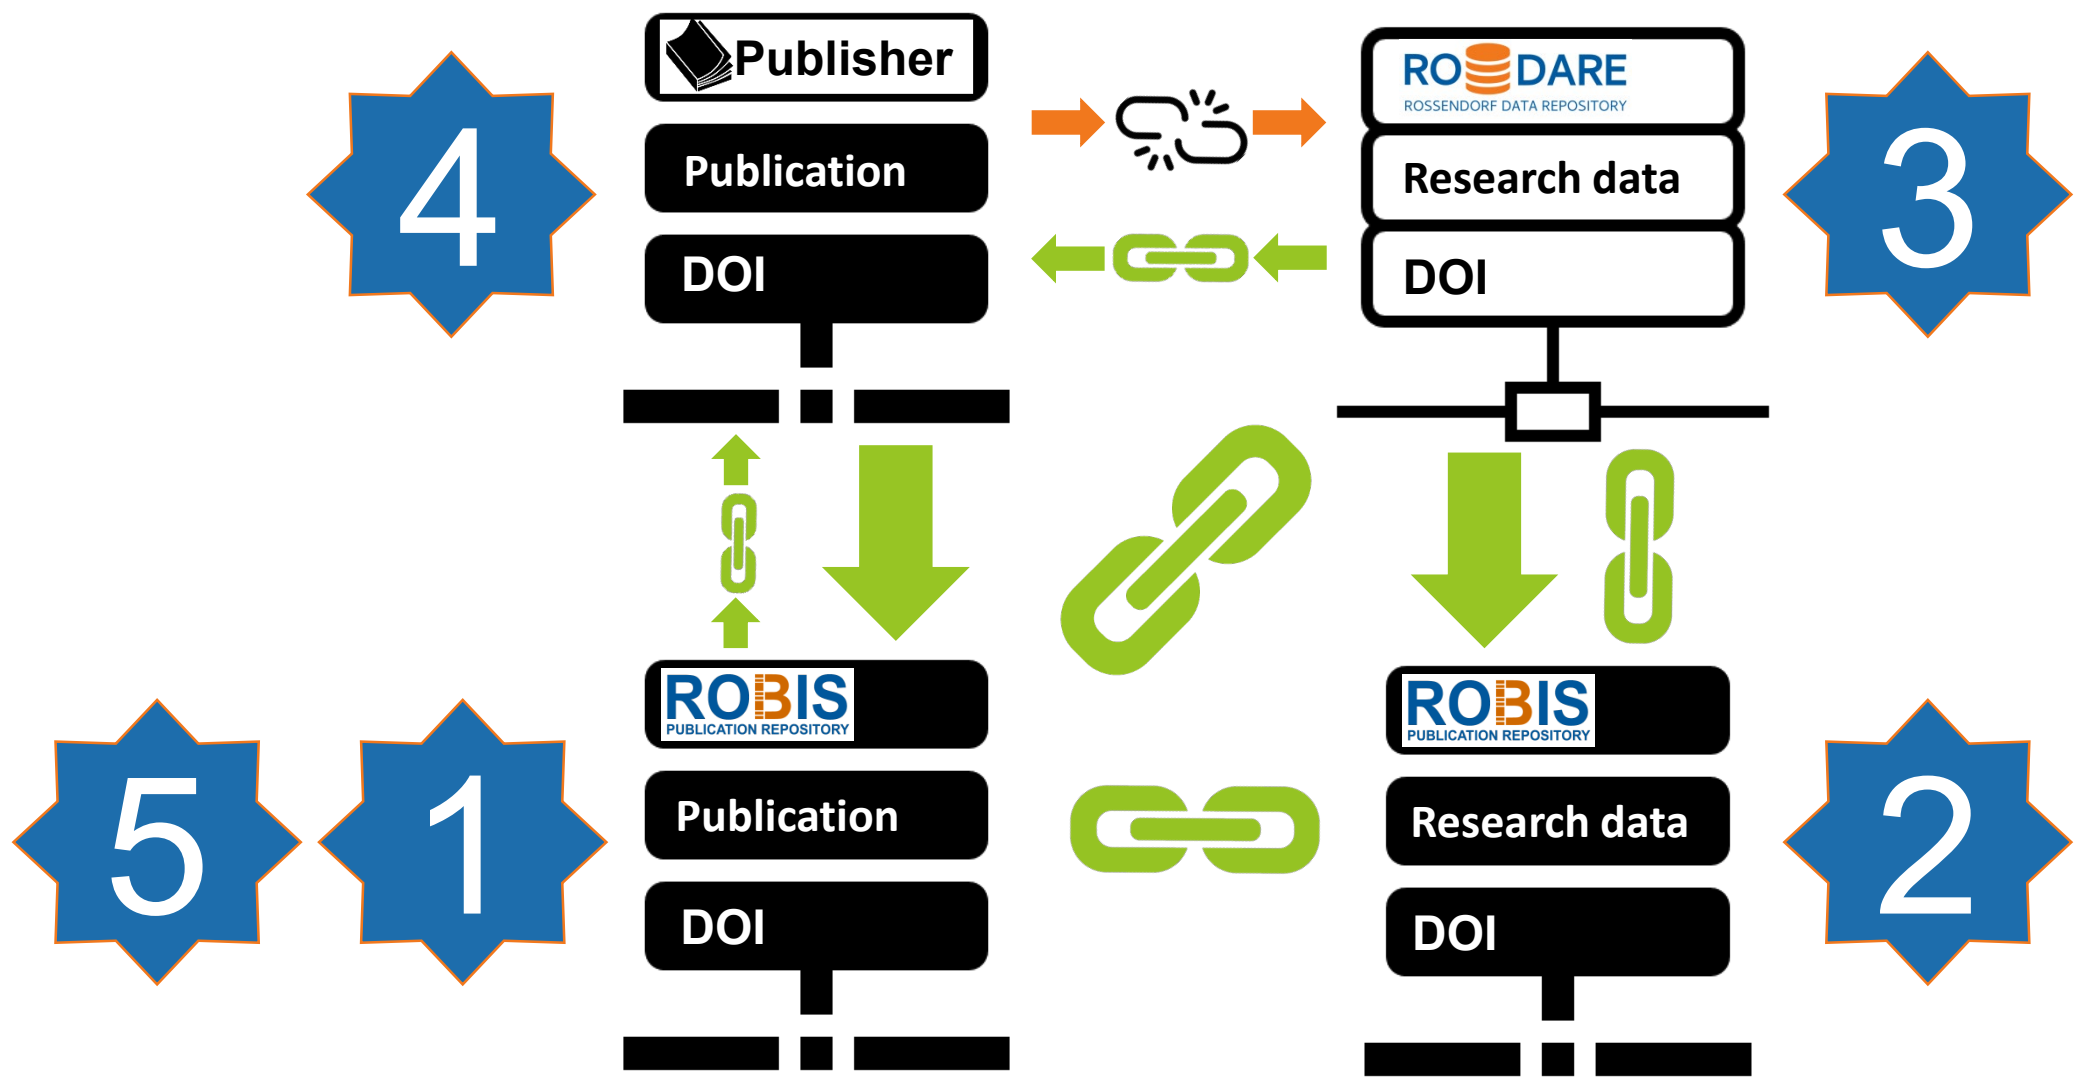 4
Publisher
Publication
DOI
RODARE
ROSSENDORF DATA REPOSITORY
Research data
DOI
3
5
1
ROBIS
PUBLICATION REPOSITORY
Publication
DOI
ROBIS
PUBLICATION REPOSITORY
Research data
DOI
2